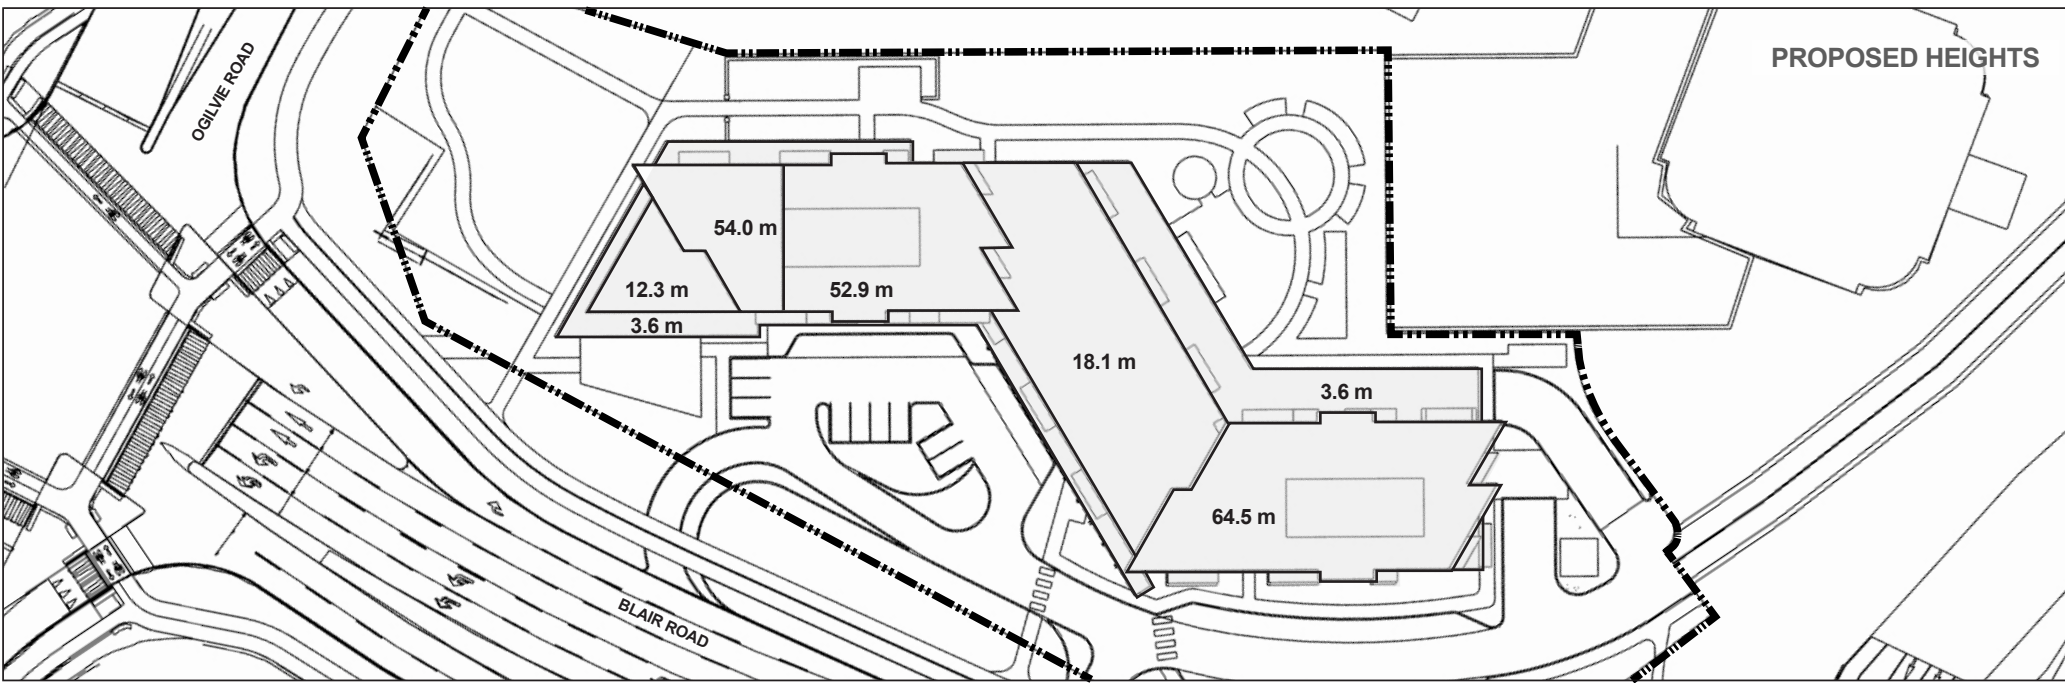 PROPOSED HEIGHTS
OGILVIE ROAD
54.0 m
12.3 m
52.9 m
3.6 m
18.1 m
3.6 m
64.5 m
BLAIR ROAD